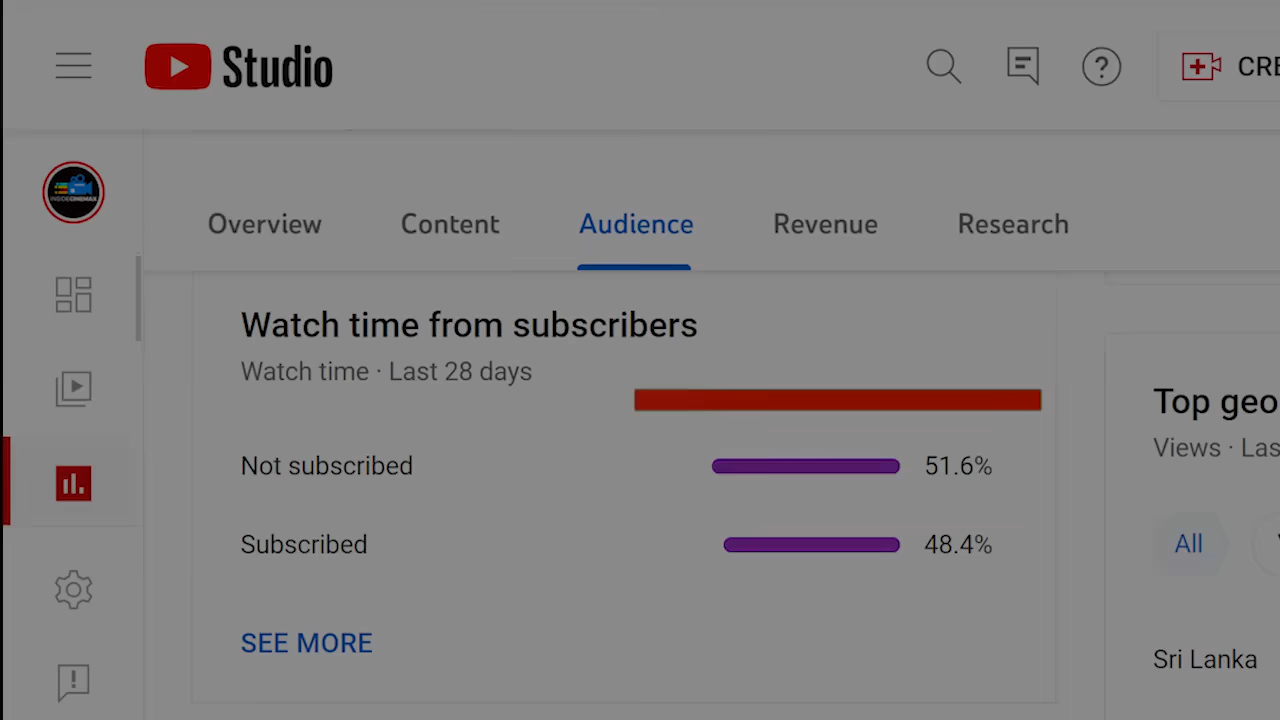 Studio
CRE
INSIDECINEMAX
Overview
Content
Audience
Revenue
Research
Watch time from subscribers
Watch time · Last 28 days
Not subscribed
51.6%
Subscribed
48.4%
SEE MORE
Top geo
Views · Las
All
Sri Lanka